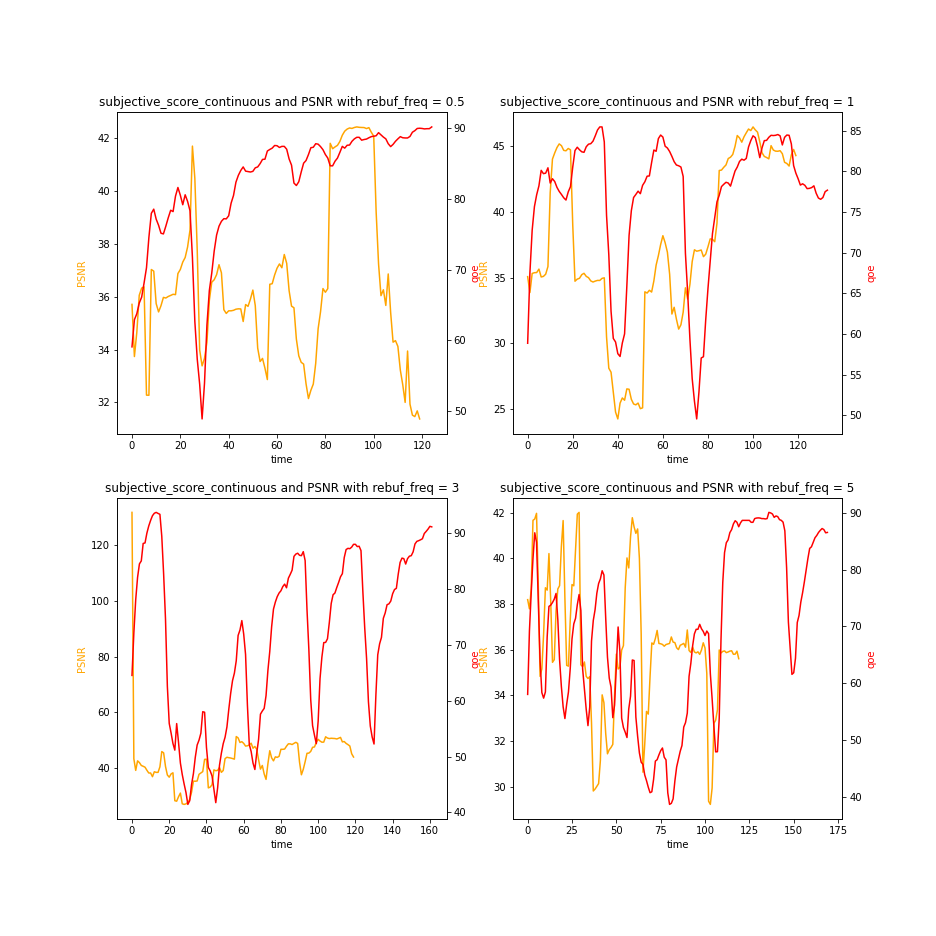 subjective_score_continuous and PSNR with rebuf_freq = 0.5
42
40
38
36
34
32
PSNR
90
80
70
60
50
qoe
0 20 40 60 80 100 120
time
subjective_score_continuous and PSNR with rebuf_freq = 1
45
40
35
30
25
PSNR
85
80
75
70
65
60
55
50
qoe
0 20 40 60 80 100 120
time
subjective_score_continuous and PSNR with rebuf_freq = 3
120
100
80
60
40
PSNR
90
80
70
60
50
40
qoe
0 20 40 60 80 100 120 140 160
time
subjective_score_continuous and PSNR with rebuf_freq = 5
42
40
38
36
34
32
30
PSNR
90
80
70
60
50
40
qoe
0 25 50 75 100 125 150 175
time